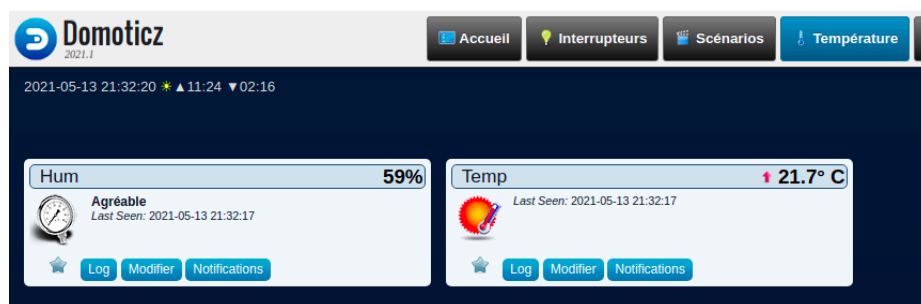 Domoticz
2021.1
Accueil
Interrupteurs
Scénarios
Température
2021-05-13 21:32:20 ☀ ▲11:24 ▼02:16
Hum 59%
Agréable
Last Seen: 2021-05-13 21:32:17
Log Modifier Notifications
Temp 21.7° C
Last Seen: 2021-05-13 21:32:17
Log Modifier Notifications